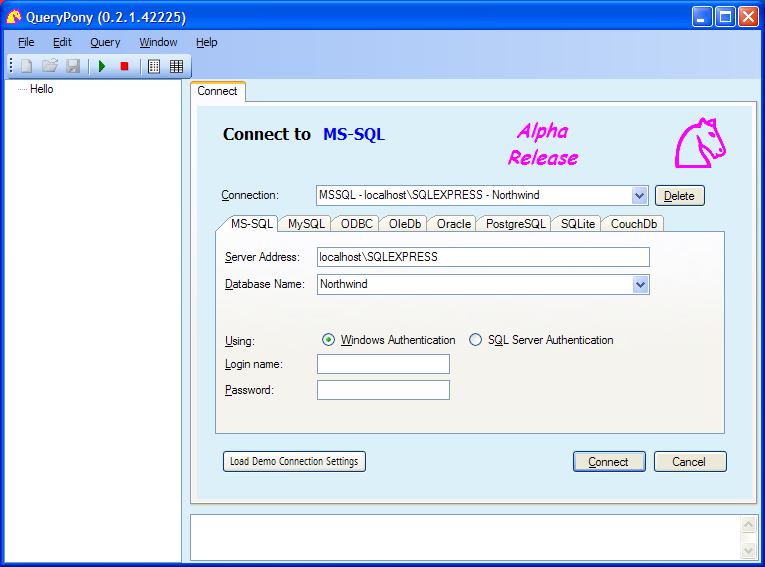 QueryPony (0.2.1.42225)
File Edit Query Window Help
Hello
Connect
Connect to MS-SQL
Alpha
Release
Connection: MSSQL - localhost\SQLEXPRESS - Northwind Delete
MS-SQL MySQL ODBC OleDb Oracle PostgreSQL SQLite CouchDb
Server Address: localhost\SQLEXPRESS
Database Name: Northwind
Using: Windows Authentication SQL Server Authentication
Login name:
Password:
Load Demo Connection Settings Connect Cancel